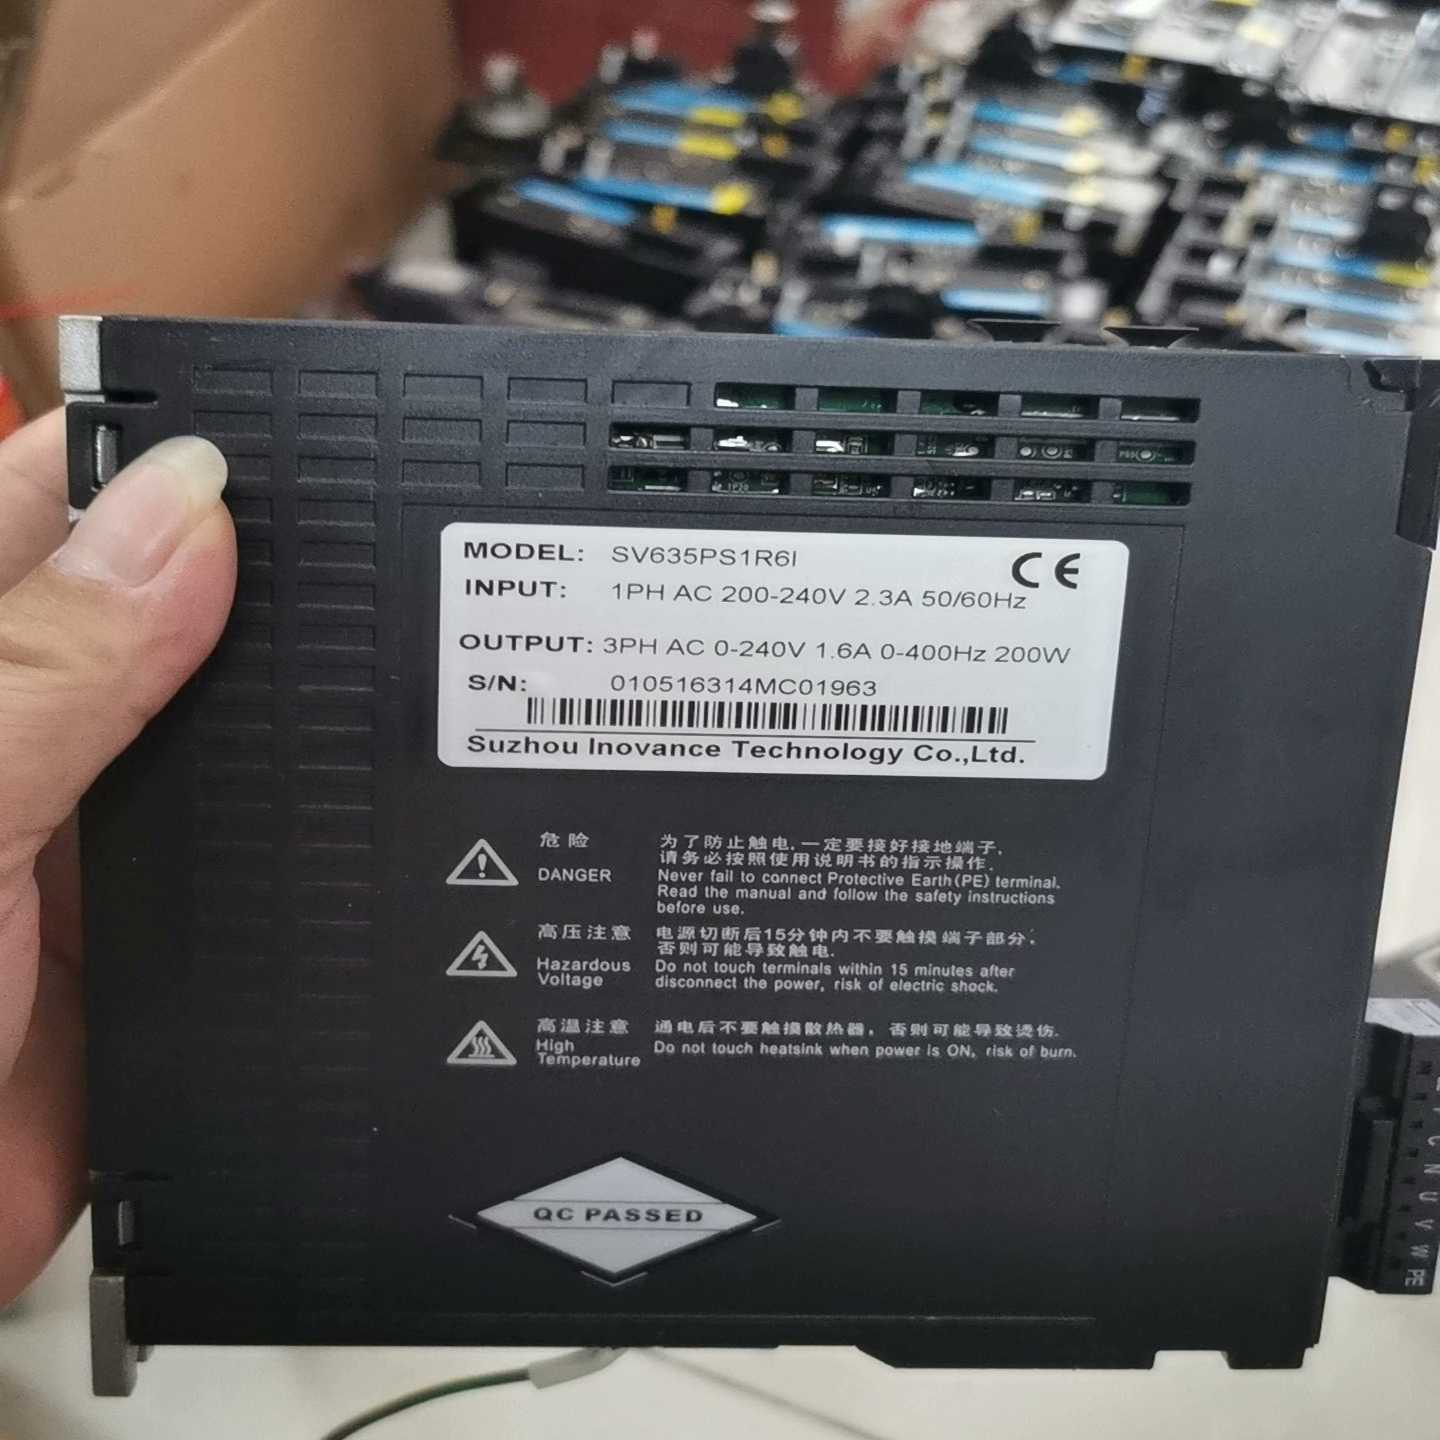 MODEL: SV635PS1R6I
CE
INPUT: 1PH AC 200-240V 2.3A 50/60Hz
OUTPUT: 3PH AC 0-240V 1.6A 0-400Hz 200W
S/N: 010516314MC01963
Suzhou Inovance Technology Co.,Ltd.
危险
DANGER
为了防止触电,一定要接好接地端子,
请务必按照使用说明书的指示操作.
Never fail to connect Protective Earth(PE) terminal.
Read the manual and follow the safety instructions
before use.
高压注意
Hazardous
Voltage
电源切断后15分钟内不要触摸端子部分,
否则可能导致触电.
Do not touch terminals within 15 minutes after
disconnect the power, risk of electric shock.
高温注意
High
Temperature
通电后不要触摸散热器, 否则可能导致烫伤.
Do not touch heatsink when power is ON, risk of burn.
QC PASSED
C
N
U
V
W
PE